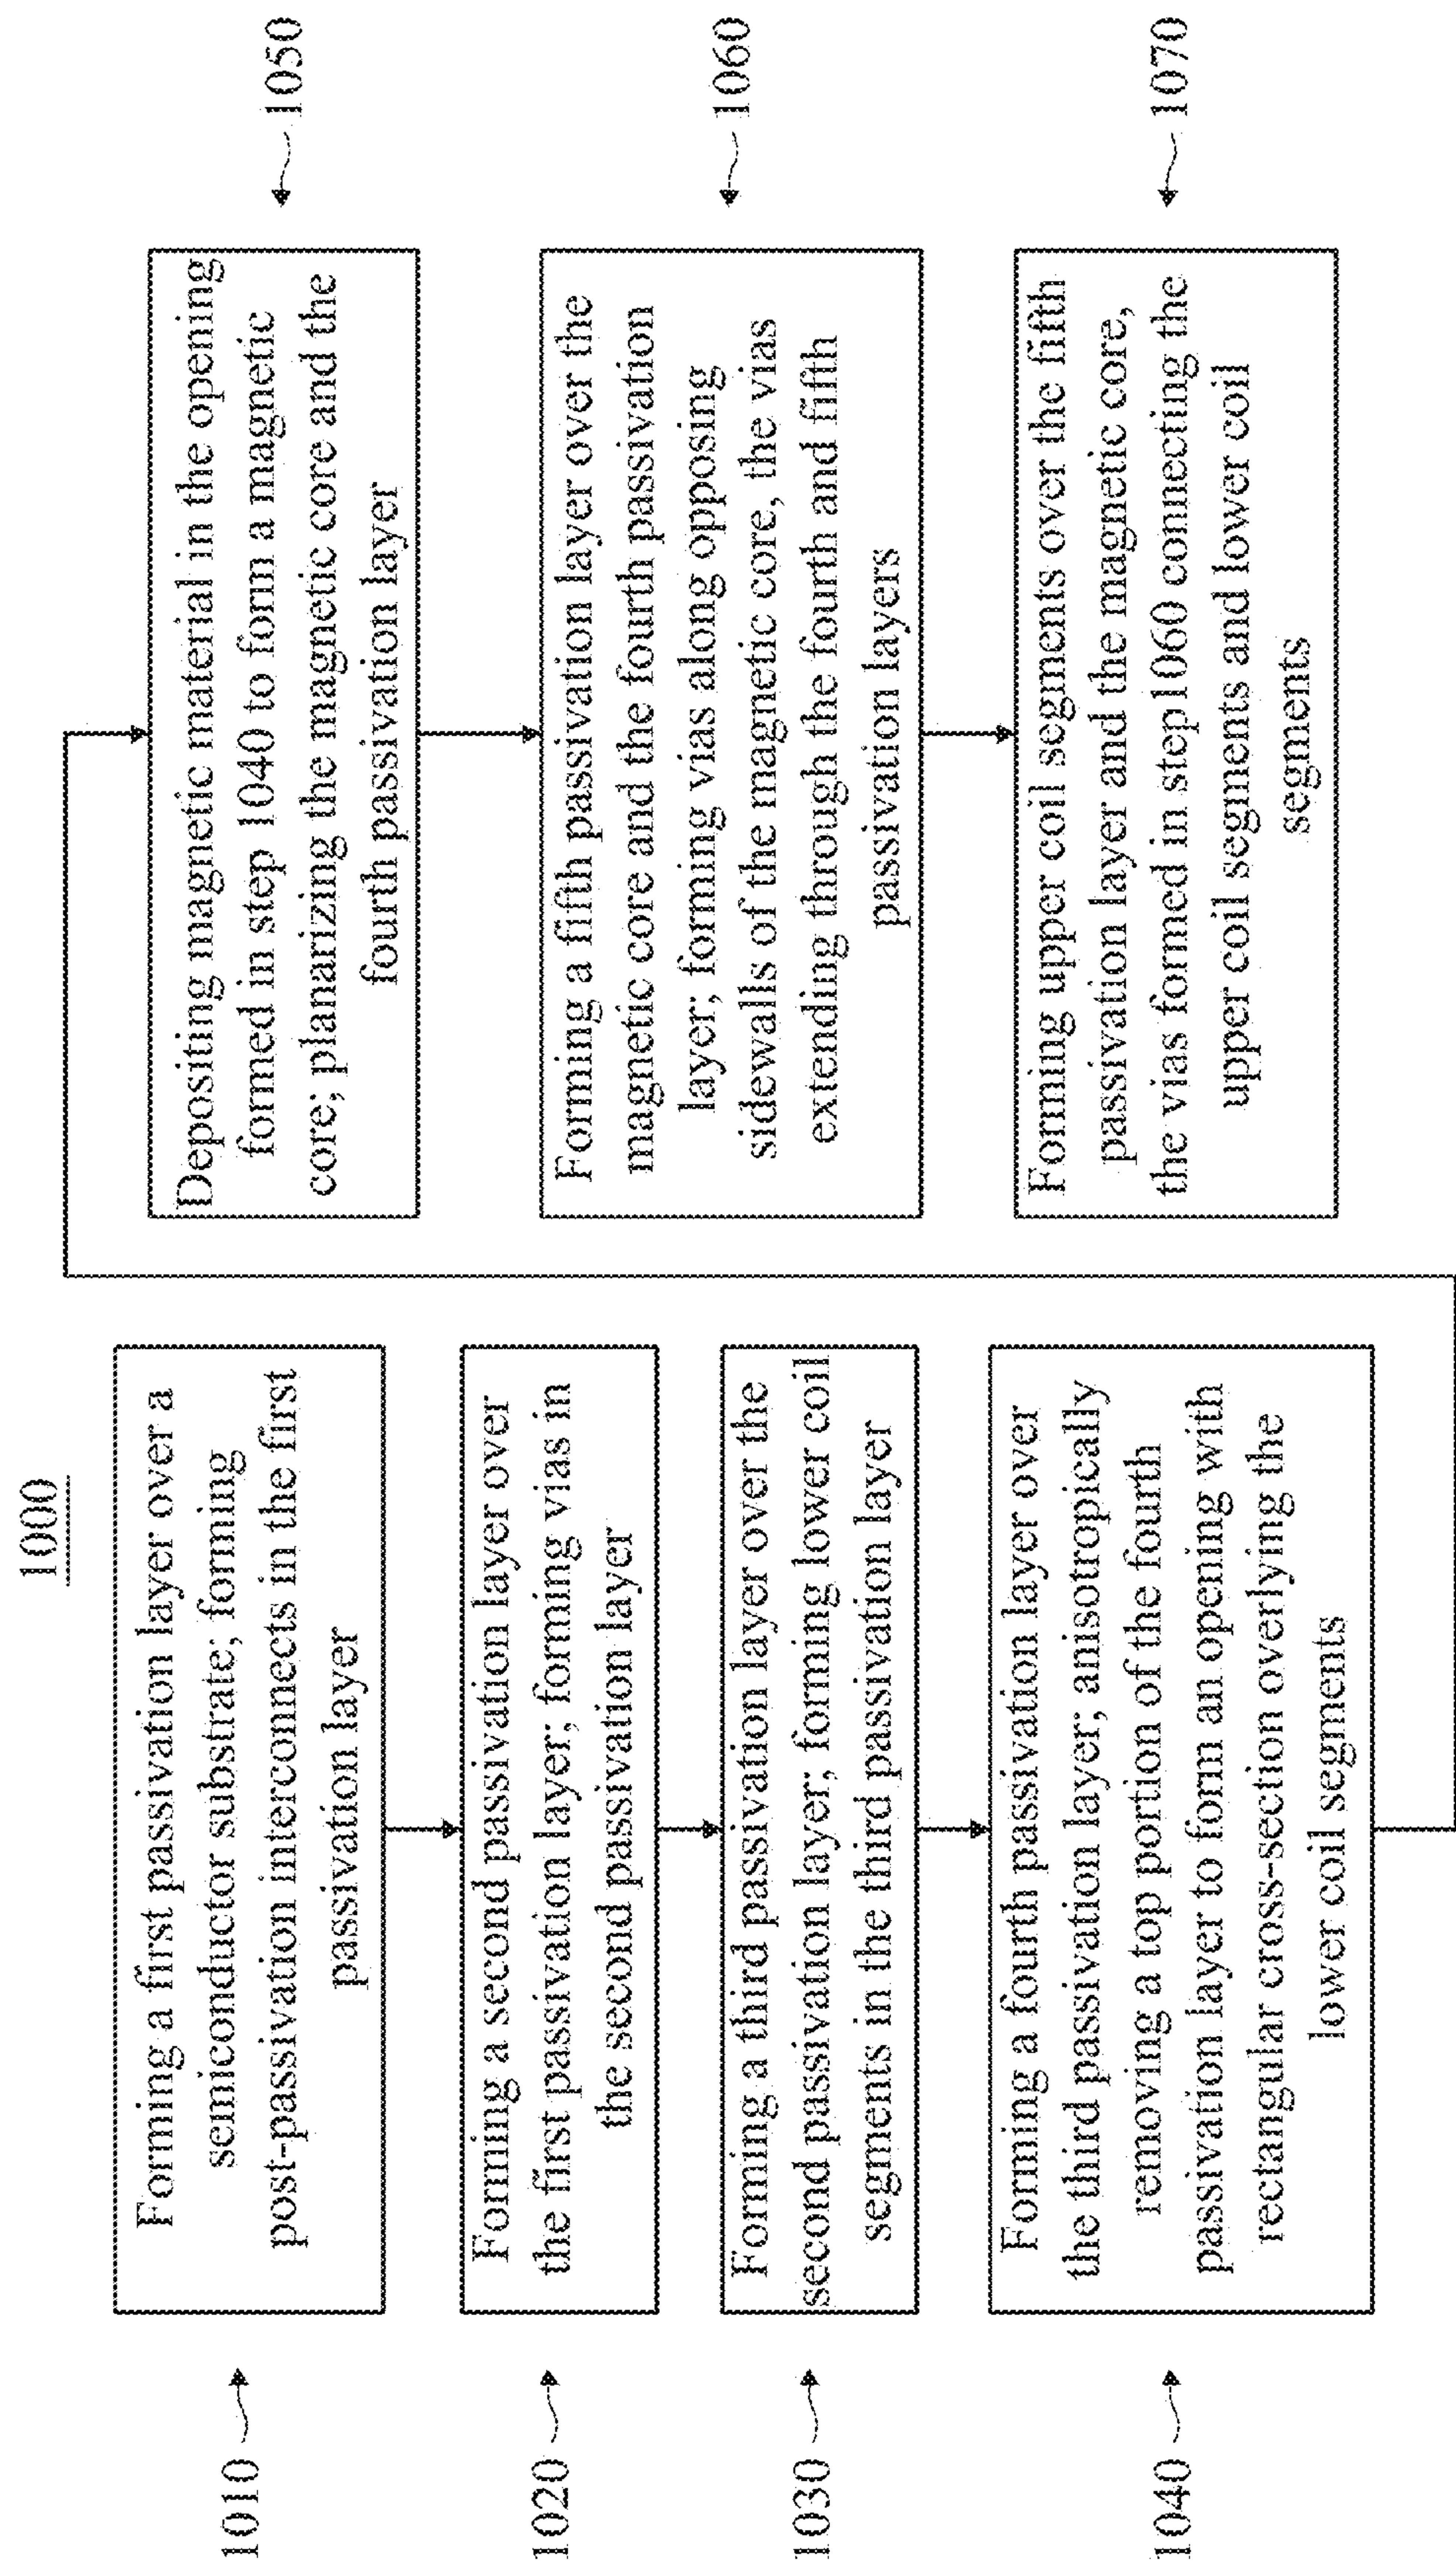 1000
1010
Forming a first passivation layer over a
semiconductor substrate; forming
post-passivation interconnects in the first
passivation layer
1020
Forming a second passivation layer over
the first passivation layer; forming vias in
the second passivation layer
1030
Forming a third passivation layer over the
second passivation layer; forming lower coil
segments in the third passivation layer
1040
Forming a fourth passivation layer over
the third passivation layer; anisotropically
removing a top portion of the fourth
passivation layer to form an opening with
rectangular cross-section overlying the
lower coil segments
1050
Depositing magnetic material in the opening
formed in step 1040 to form a magnetic
core; planarizing the magnetic core and the
fourth passivation layer
1060
Forming a fifth passivation layer over the
magnetic core and the fourth passivation
layer; forming vias along opposing
sidewalls of the magnetic core, the vias
extending through the fourth and fifth
passivation layers
1070
Forming upper coil segments over the fifth
passivation layer and the magnetic core,
the vias formed in step1060 connecting the
upper coil segments and lower coil
segments